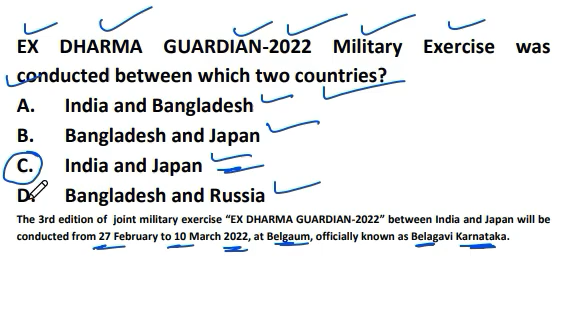 EX DHARMA GUARDIAN-2022 Military Exercise was
conducted between which two countries?
A. India and Bangladesh
B. Bangladesh and Japan
C. India and Japan
D. Bangladesh and Russia
The 3rd edition of joint military exercise “EX DHARMA GUARDIAN-2022” between India and Japan will be
conducted from 27 February to 10 March 2022, at Belgaum, officially known as Belagavi Karnataka.